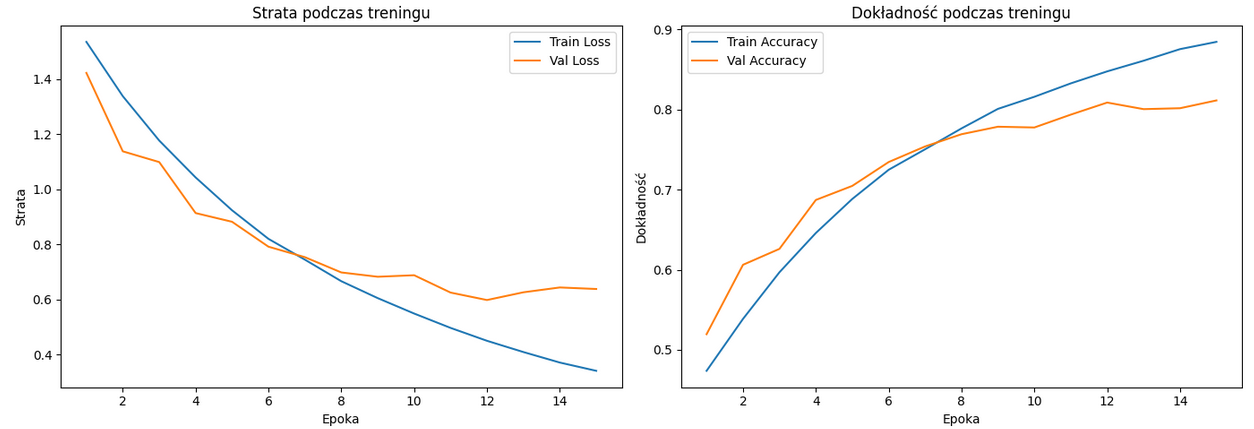 Strata podczas treningu
Train Loss
Val Loss
1.4
1.2
1.0
0.8
0.6
0.4
Strata
2 4 6 8 10 12 14
Epoka
Dokładność podczas treningu
Train Accuracy
Val Accuracy
0.9
0.8
0.7
0.6
0.5
Dokładność
2 4 6 8 10 12 14
Epoka